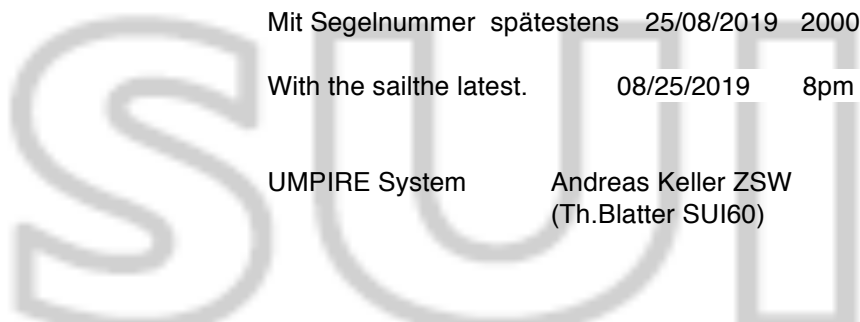 Mit Segelnummer spätestens 25/08/2019 2000
With the sailthe latest. 08/25/2019 8pm
UMPIRE System Andreas Keller ZSW
(Th.Blatter SUI60)
SUI